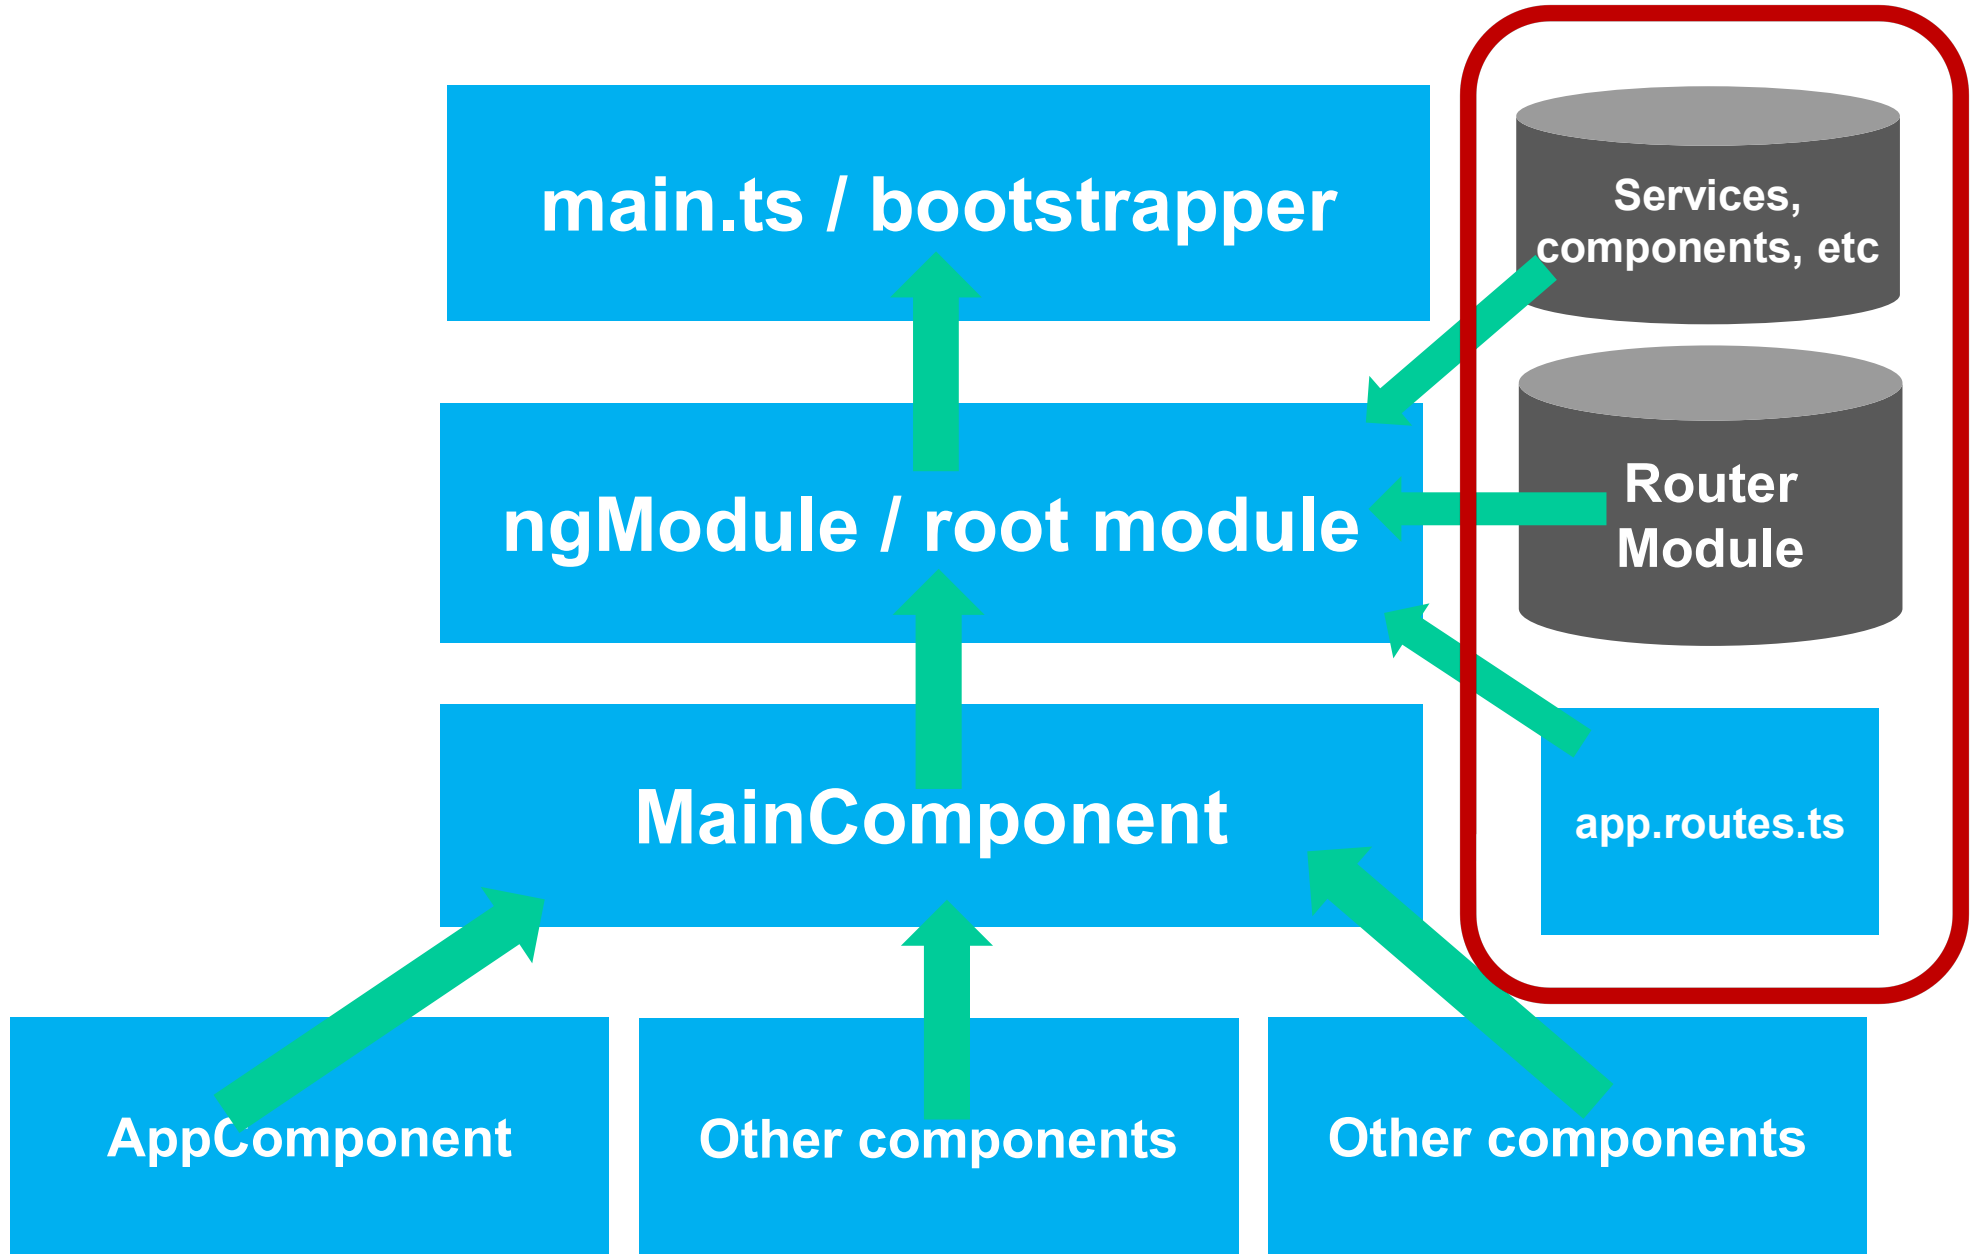 main.ts / bootstrapper
Services,
components, etc
ngModule / root module
Router
Module
MainComponent
app.routes.ts
AppComponent
Other components
Other components